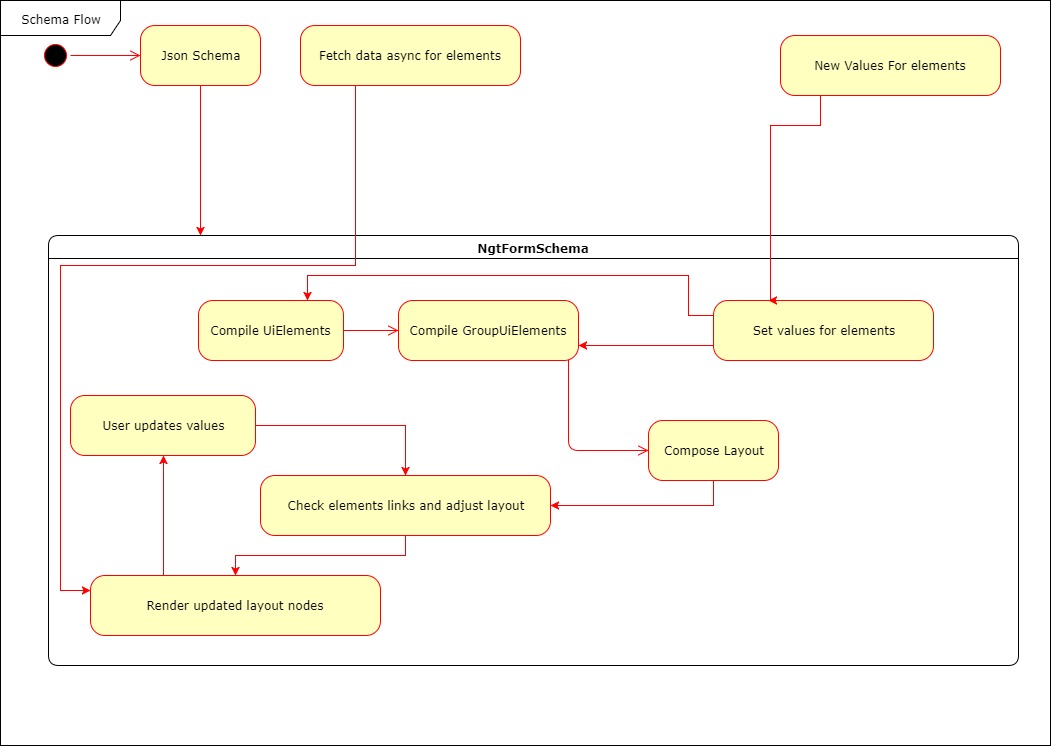 Schema Flow
Json Schema
Fetch data async for elements
New Values For elements
NgtFormSchema
Compile UiElements
Compile GroupUiElements
Set values for elements
User updates values
Compose Layout
Check elements links and adjust layout
Render updated layout nodes